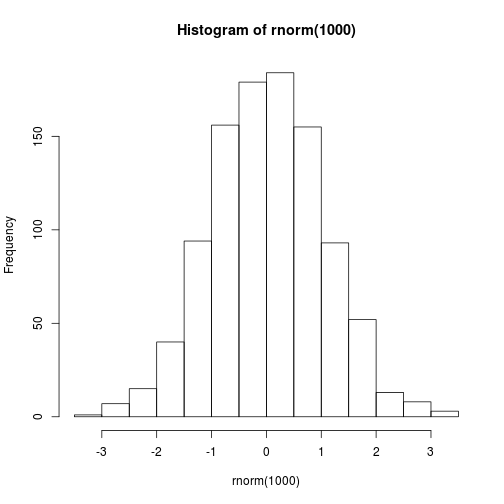 Histogram of rnorm(1000)
Frequency
150
100
50
0
-3 -2 -1 0 1 2 3
rnorm(1000)